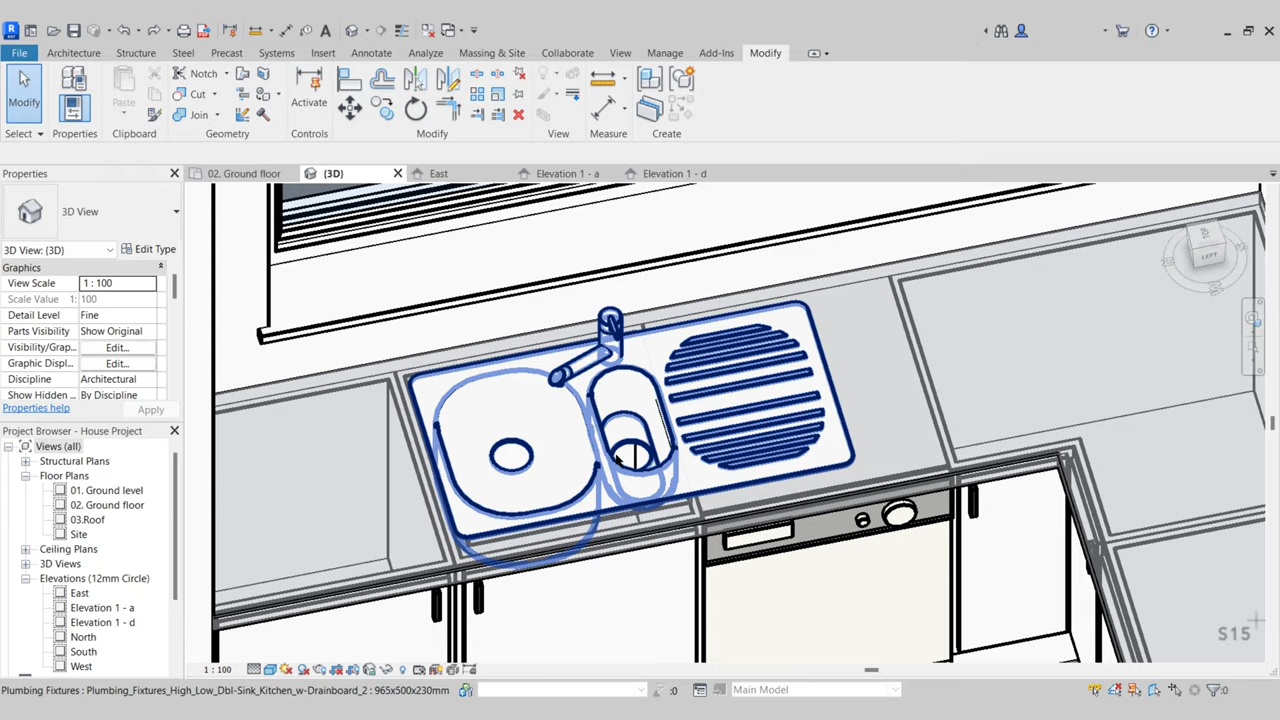 File Architecture Structure Steel Precast Systems Insert Annotate Analyze Massing & Site Collaborate View Manage Add-Ins Modify
Modify Paste Notch Cut Join Activate
Select Properties Clipboard Geometry Controls Modify View Measure Create
Properties
02. Ground floor {3D} East Elevation 1 - a Elevation 1 - d
3D View
3D View: {3D} Edit Type
Graphics
View Scale 1 : 100
Scale Value 1: 100
Detail Level Fine
Parts Visibility Show Original
Visibility/Grap... Edit...
Graphic Displ... Edit...
Discipline Architectural
Show Hidden ... By Discipline
Properties help Apply
Project Browser - House Project
Views (all)
Structural Plans
Floor Plans
01. Ground level
02. Ground floor
03.Roof
Site
Ceiling Plans
3D Views
Elevations (12mm Circle)
East
Elevation 1 - a
Elevation 1 - d
North
South
West
LEFT
S15
1 : 100
Plumbing Fixtures : Plumbing_Fixtures_High_Low_Dbl-Sink_Kitchen_w-Drainboard_2 : 965x500x230mm :0 Main Model :0